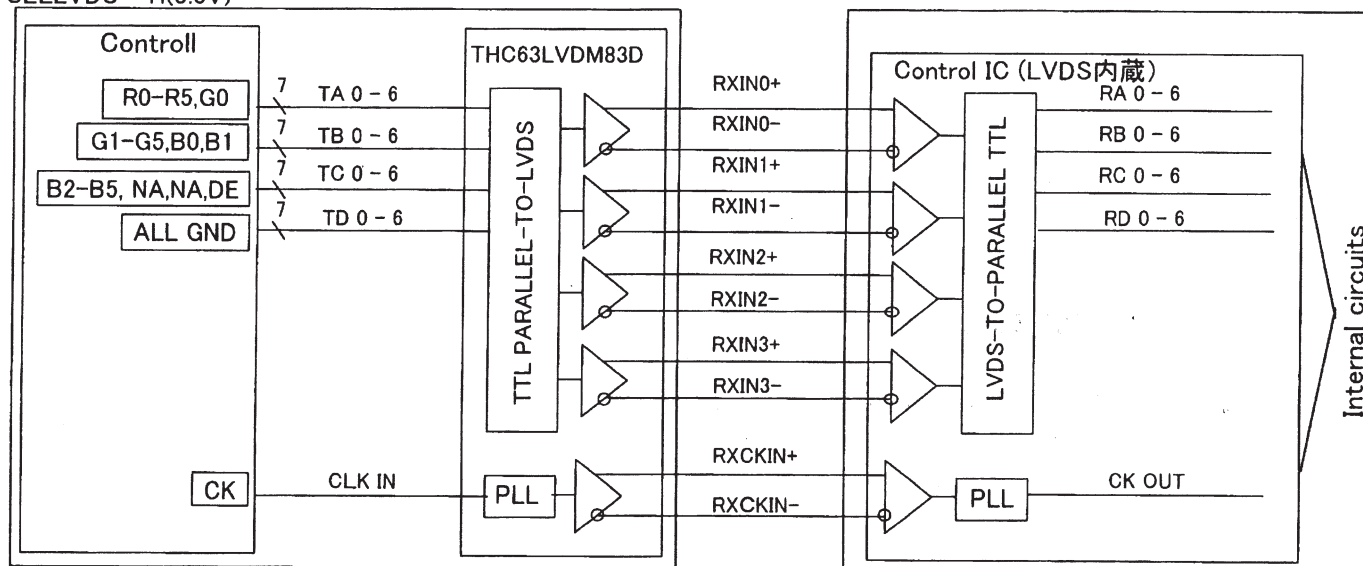 Controll
THC63LVDM83D
Control IC (LVDS内蔵)
R0-R5,G0
7
TA 0 - 6
RXIN0+
RA 0 - 6
G1-G5,B0,B1
7
TB 0 - 6
RXIN0-
RB 0 - 6
B2-B5, NA,NA,DE
7
TC 0 - 6
RXIN1+
RC 0 - 6
ALL GND
7
TD 0 - 6
RXIN1-
RD 0 - 6
TTL PARALLEL-TO-LVDS
LVDS-TO-PARALLEL TTL
RXIN2+
RXIN2-
RXIN3+
RXIN3-
Internal circuits
CK
CLK IN
PLL
RXCKIN+
RXCKIN-
PLL
CK OUT